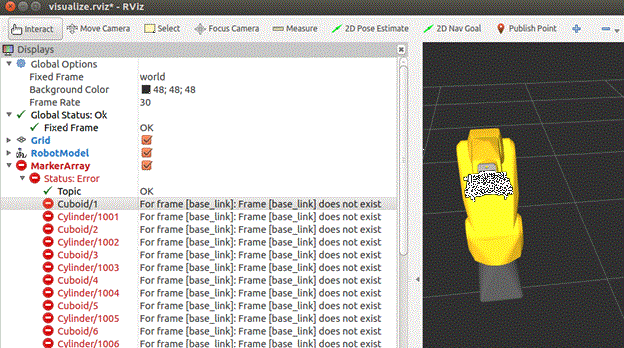 visualize.rviz* - RViz
Interact Move Camera Select Focus Camera Measure 2D Pose Estimate 2D Nav Goal Publish Point
Displays
Global Options
Fixed Frame world
Background Color 48; 48; 48
Frame Rate 30
Global Status: Ok
Fixed Frame OK
Grid
RobotModel
MarkerArray
Status: Error
Topic OK
Cuboid/1 For frame [base_link]: Frame [base_link] does not exist
Cylinder/1001 For frame [base_link]: Frame [base_link] does not exist
Cuboid/2 For frame [base_link]: Frame [base_link] does not exist
Cylinder/1002 For frame [base_link]: Frame [base_link] does not exist
Cuboid/3 For frame [base_link]: Frame [base_link] does not exist
Cylinder/1003 For frame [base_link]: Frame [base_link] does not exist
Cuboid/4 For frame [base_link]: Frame [base_link] does not exist
Cylinder/1004 For frame [base_link]: Frame [base_link] does not exist
Cuboid/5 For frame [base_link]: Frame [base_link] does not exist
Cylinder/1005 For frame [base_link]: Frame [base_link] does not exist
Cuboid/6 For frame [base_link]: Frame [base_link] does not exist
Cylinder/1006 For frame [base_link]: Frame [base_link] does not exist